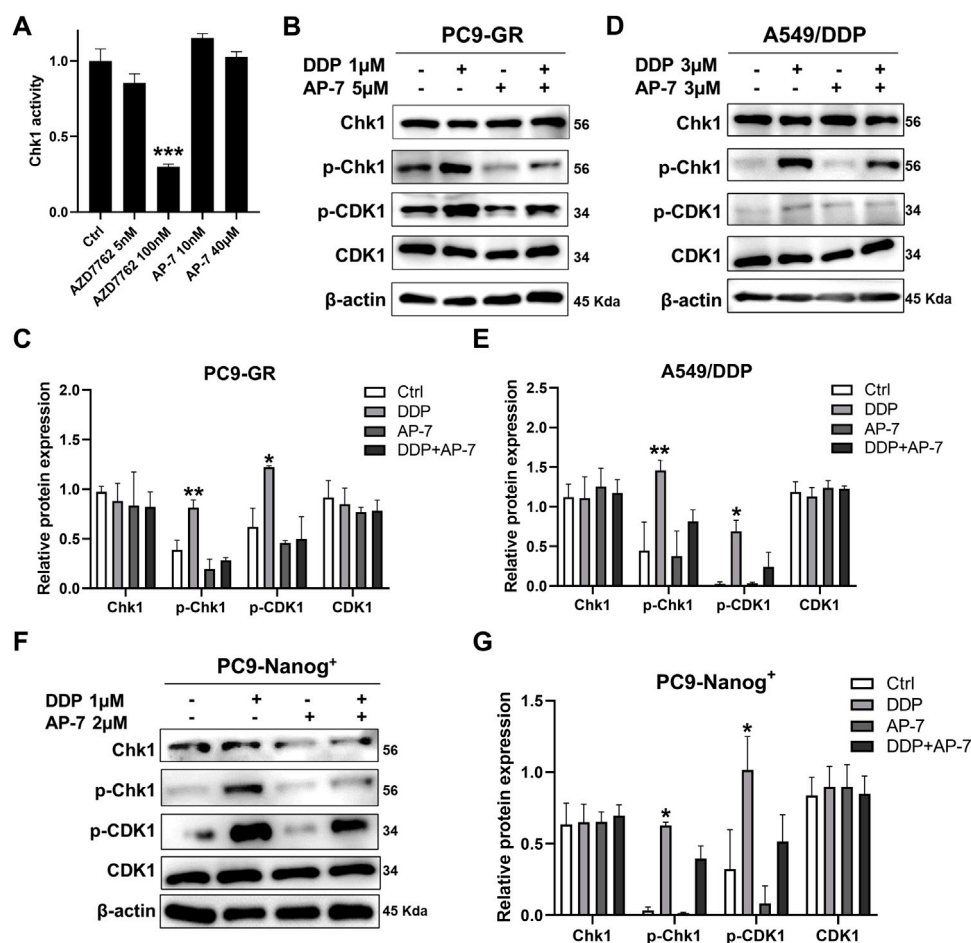 A
Chk1 activity
1.0
0.5
0.0
***
Ctrl
AZD7762 5nM
AZD7762 100nM
AP-7 10nM
AP-7 40μM
B
PC9-GR
DDP 1μM - + - +
AP-7 5μM - - + +
Chk1 56
p-Chk1 56
p-CDK1 34
CDK1 34
β-actin 45 Kda
D
A549/DDP
DDP 3μM - + - +
AP-7 3μM - - + +
Chk1 56
p-Chk1 56
p-CDK1 34
CDK1 34
β-actin 45 Kda
C
PC9-GR
Relative protein expression
2.0
1.5
1.0
0.5
0.0
Ctrl
DDP
AP-7
DDP+AP-7
**
*
Chk1 p-Chk1 p-CDK1 CDK1
E
A549/DDP
Relative protein expression
2.5
2.0
1.5
1.0
0.5
0.0
Ctrl
DDP
AP-7
DDP+AP-7
**
*
Chk1 p-Chk1 p-CDK1 CDK1
F
PC9-Nanog+
DDP 1μM - + - +
AP-7 2μM - - + +
Chk1 56
p-Chk1 56
p-CDK1 34
CDK1 34
β-actin 45 Kda
G
PC9-Nanog+
Relative protein expression
1.5
1.0
0.5
0.0
Ctrl
DDP
AP-7
DDP+AP-7
*
*
Chk1 p-Chk1 p-CDK1 CDK1